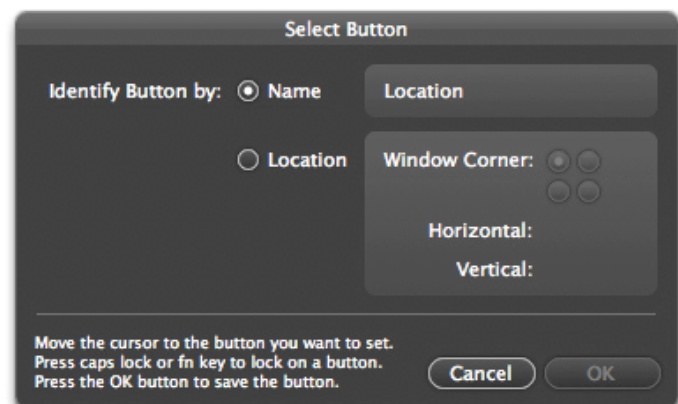 Select Button
Identify Button by: Name Location
Location Window Corner:
Horizontal:
Vertical:
Move the cursor to the button you want to set.
Press caps lock or fn key to lock on a button.
Press the OK button to save the button.
Cancel OK